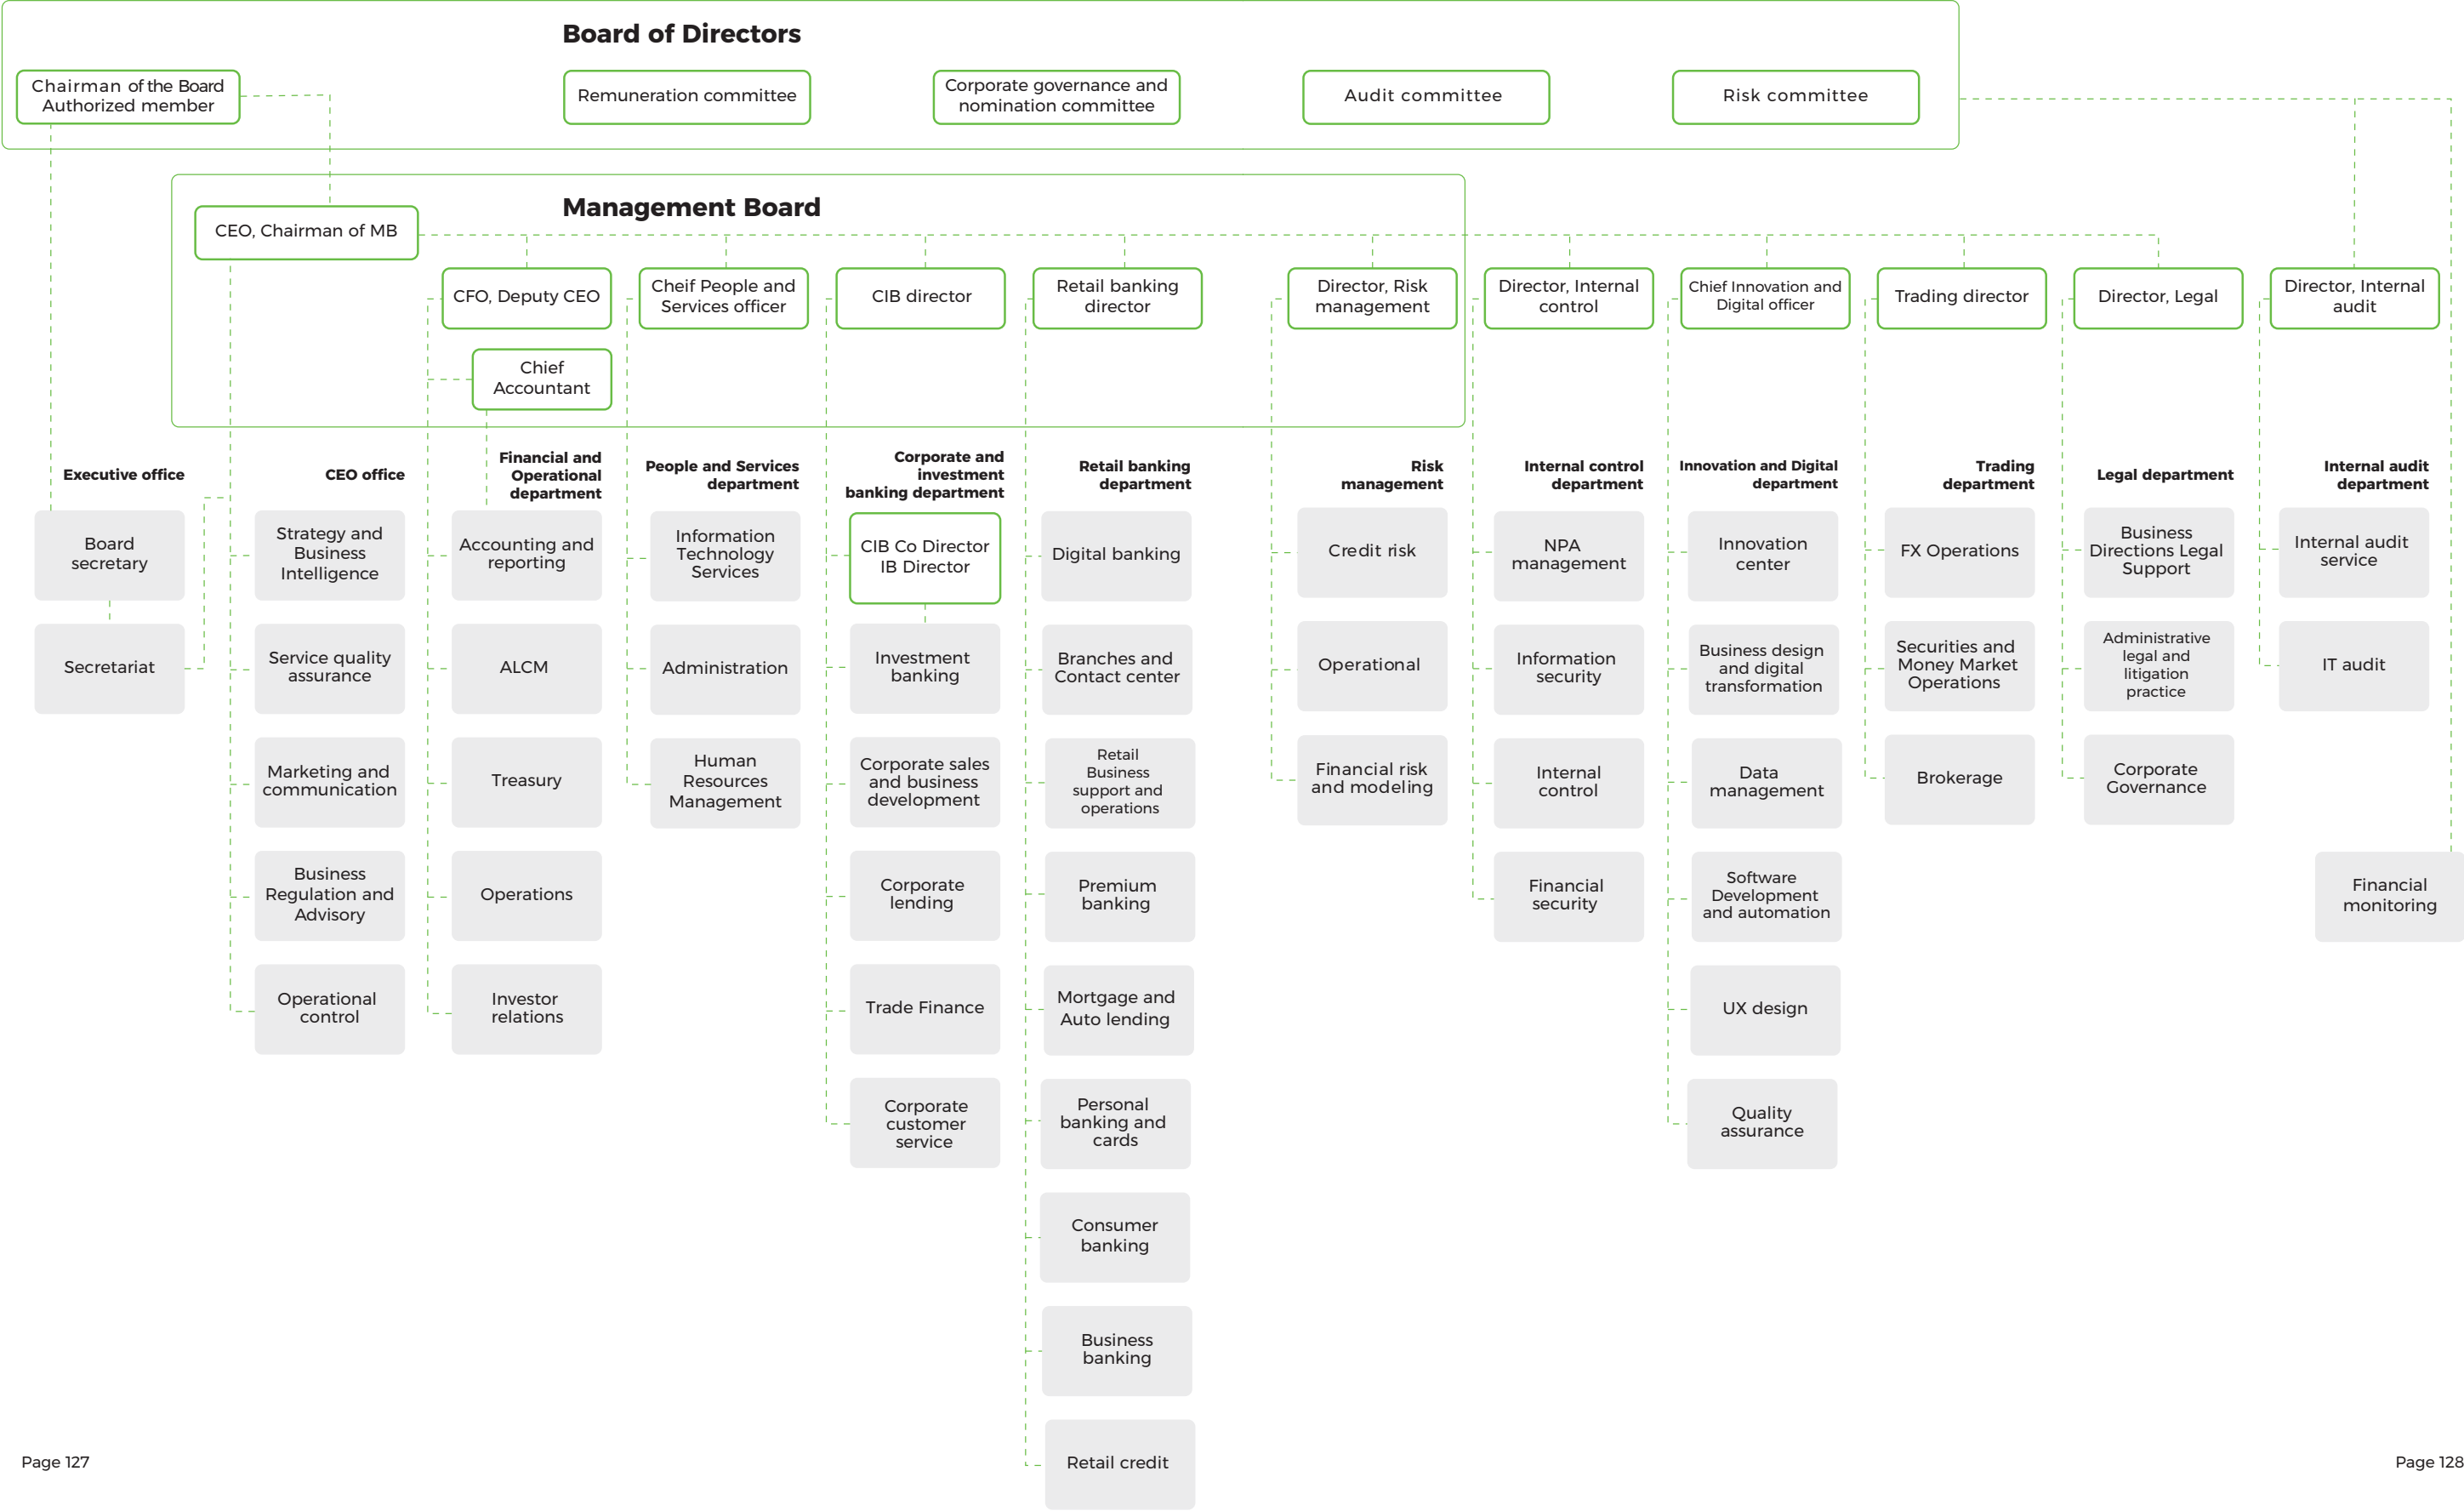 Board of Directors
Chairman of the Board
Authorized member
Remuneration committee
Corporate governance and
nomination committee
Audit committee
Risk committee
Management Board
CEO, Chairman of MB
CFO, Deputy CEO
Cheif People and
Services officer
CIB director
Retail banking
director
Director, Risk
management
Director, Internal
control
Chief Innovation and
Digital officer
Trading director
Director, Legal
Director, Internal
audit
Chief
Accountant
Executive office
Board
secretary
Secretariat
CEO office
Strategy and
Business
Intelligence
Service quality
assurance
Marketing and
communication
Business
Regulation and
Advisory
Operational
control
Financial and
Operational
department
Accounting and
reporting
ALCM
Treasury
Operations
Investor
relations
People and Services
department
Information
Technology
Services
Administration
Human
Resources
Management
Corporate and
investment
banking department
CIB Co Director
IB Director
Investment
banking
Corporate sales
and business
development
Corporate
lending
Trade Finance
Corporate
customer
service
Retail banking
department
Digital banking
Branches and
Contact center
Retail
Business
support and
operations
Premium
banking
Mortgage and
Auto lending
Personal
banking and
cards
Consumer
banking
Business
banking
Retail credit
Risk
management
Credit risk
Operational
Financial risk
and modeling
Internal control
department
NPA
management
Information
security
Internal
control
Financial
security
Innovation and Digital
department
Innovation
center
Business design
and digital
transformation
Data
management
Software
Development
and automation
UX design
Quality
assurance
Trading
department
FX Operations
Securities and
Money Market
Operations
Brokerage
Legal department
Business
Directions Legal
Support
Administrative
legal and
litigation
practice
Corporate
Governance
Internal audit
department
Internal audit
service
IT audit
Financial
monitoring
Page 127
Page 128